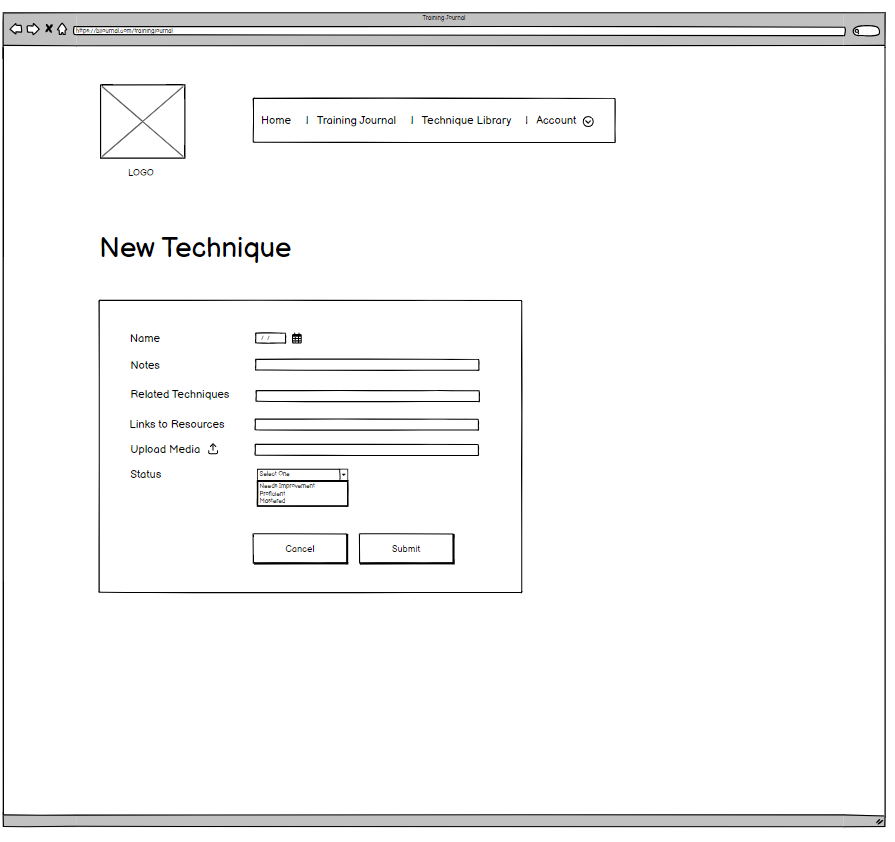 Training Journal
https://bjjournal.com/trainingjournal
Home | Training Journal | Technique Library | Account
LOGO
New Technique
Name / /
Notes
Related Techniques
Links to Resources
Upload Media
Status Select One
Needs Improvement
Proficient
Mastered
Cancel Submit